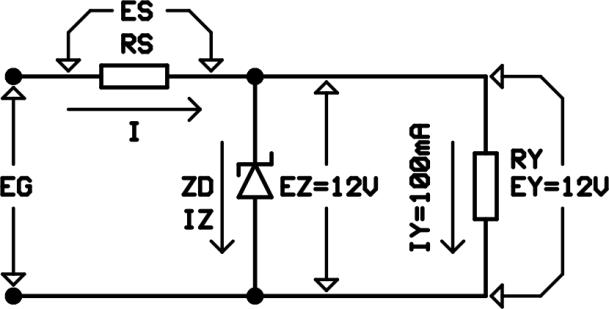 ES
RS
I
EG
ZD
IZ
EZ=12V
IY=100mA
RY
EY=12V